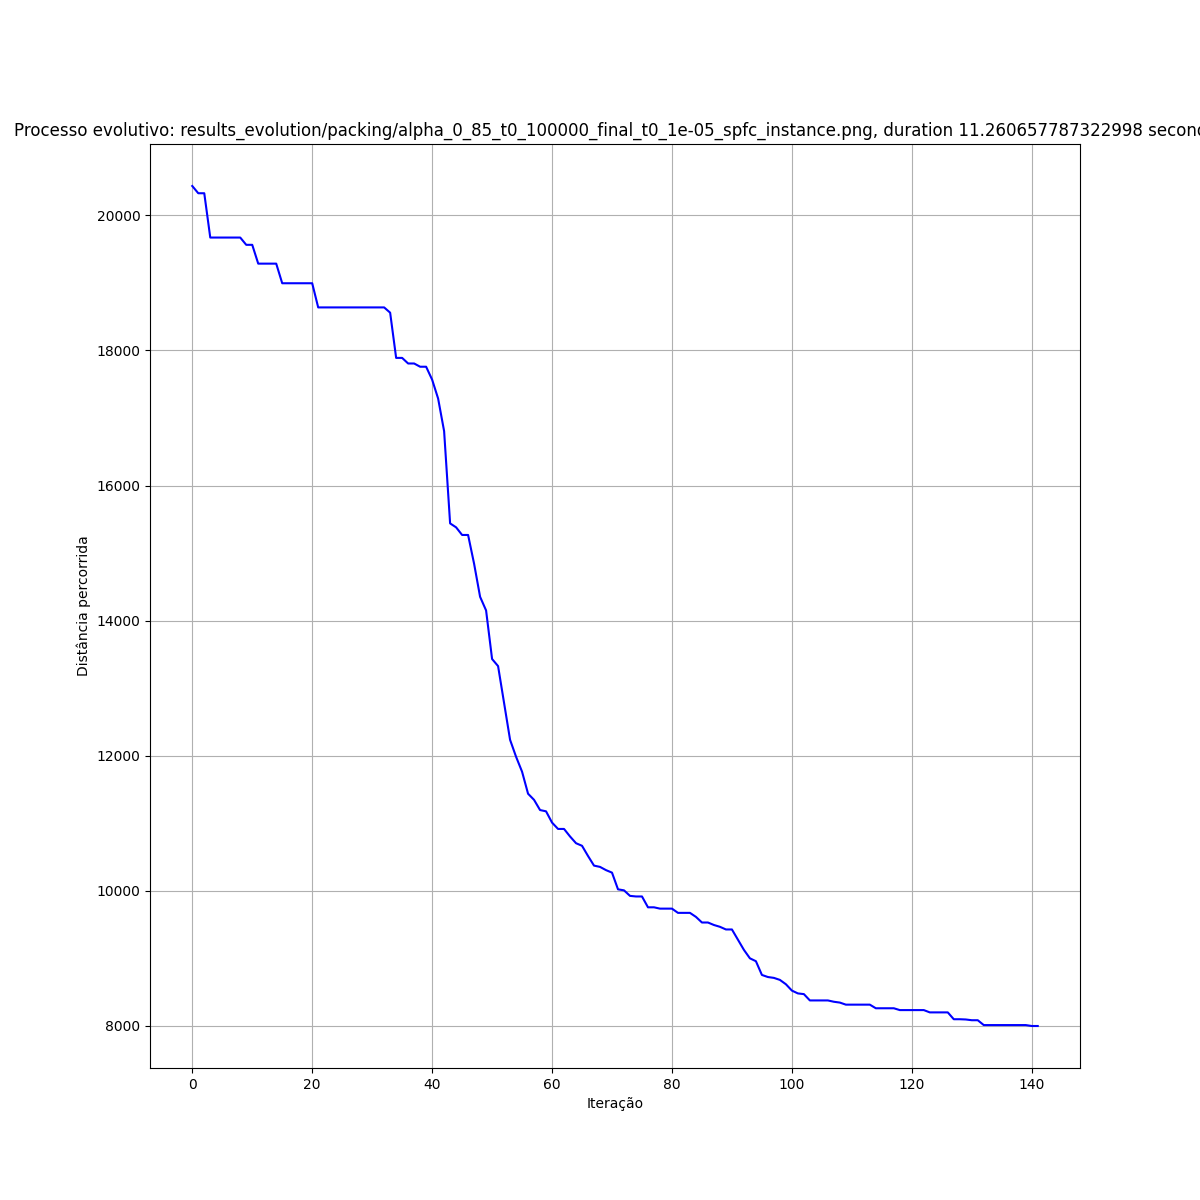 Processo evolutivo: results_evolution/packing/alpha_0_85_t0_100000_final_t0_1e-05_spfc_instance.png, duration 11.260657787322998
20000
18000
16000
14000
12000
10000
8000
Distância percorrida
0 20 40 60 80 100 120 140
Iteração